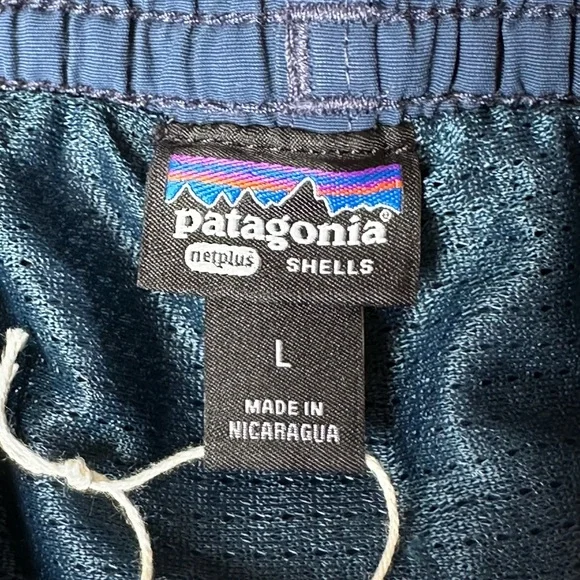 patagonia®
netplus SHELLS
L
MADE IN
NICARAGUA